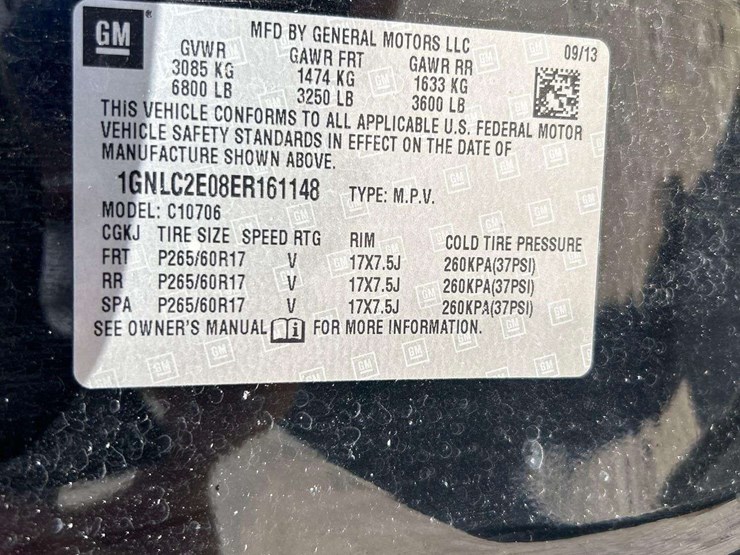 GM
MFD BY GENERAL MOTORS LLC
09/13
GVWR GAWR FRT GAWR RR
3085 KG 1474 KG 1633 KG
6800 LB 3250 LB 3600 LB
THIS VEHICLE CONFORMS TO ALL APPLICABLE U.S. FEDERAL MOTOR
VEHICLE SAFETY STANDARDS IN EFFECT ON THE DATE OF
MANUFACTURE SHOWN ABOVE.
1GNLC2E08ER161148 TYPE: M.P.V.
MODEL: C10706
CGKJ TIRE SIZE SPEED RTG RIM COLD TIRE PRESSURE
FRT P265/60R17 V 17X7.5J 260KPA(37PSI)
RR P265/60R17 V 17X7.5J 260KPA(37PSI)
SPA P265/60R17 V 17X7.5J 260KPA(37PSI)
SEE OWNER'S MANUAL i FOR MORE INFORMATION.